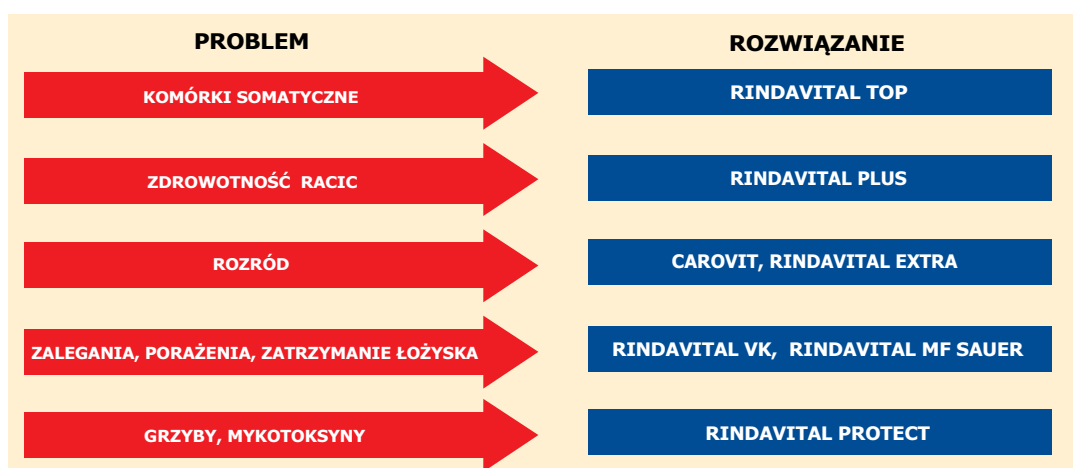 PROBLEM
ROZWIĄZANIE
KOMÓRKI SOMATYCZNE
RINDAVITAL TOP
ZDROWOTNOŚĆ RACIC
RINDAVITAL PLUS
ROZRÓD
CAROVIT, RINDAVITAL EXTRA
ZALEGANIA, PORAŻENIA, ZATRZYMANIE ŁOŻYSKA
RINDAVITAL VK, RINDAVITAL MF SAUER
GRZYBY, MYKOTOKSYNY
RINDAVITAL PROTECT